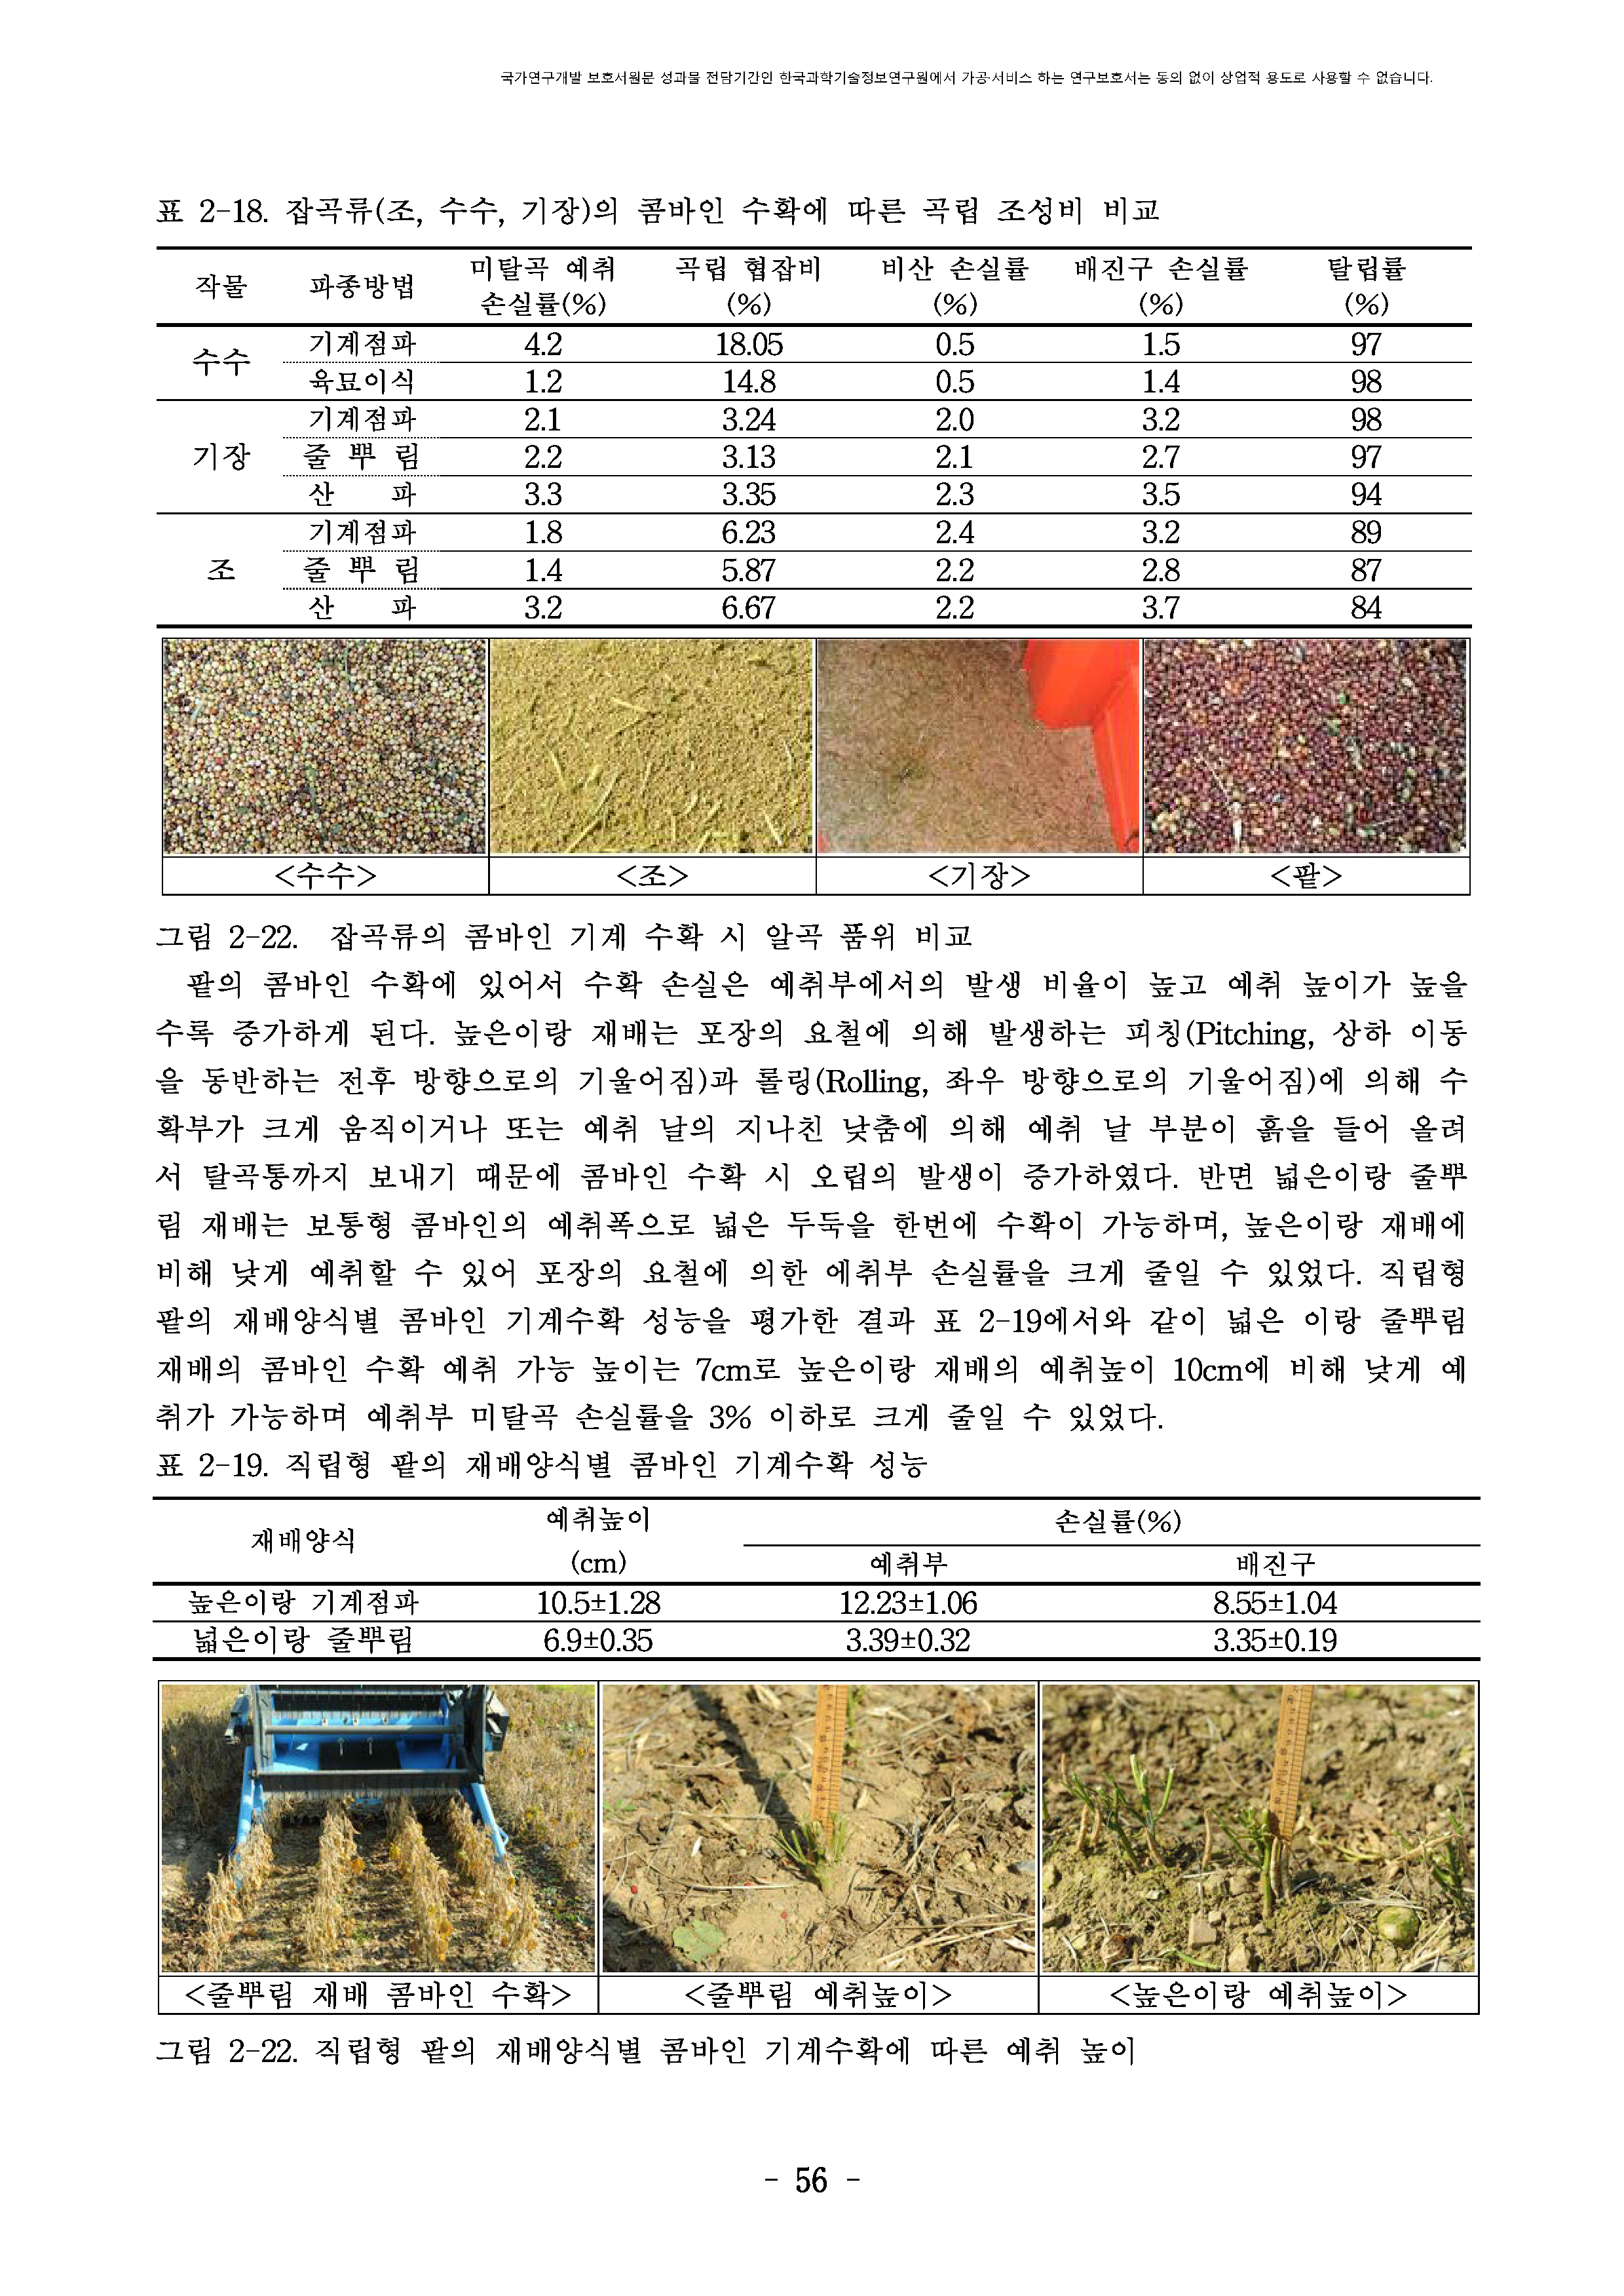 국가연구개발 보호서원문 성과물 전담기간인 한국과학기술정보연구원에서 가공·서비스 하는 연구보호서는 동의 없이 상업적 용도로 사용할 수 없습니다.
표 2-18. 잡곡류(조, 수수, 기장)의 콤바인 수확에 따른 곡립 조성비 비교
작물 파종방법 미탈곡 예취 손실률(%) 곡립 협잡비 (%) 비산 손실률 (%) 배진구 손실률 (%) 탈립률 (%)
수수 기계점파 4.2 18.05 0.5 1.5 97
육묘이식 1.2 14.8 0.5 1.4 98
기장 기계점파 2.1 3.24 2.0 3.2 98
줄 뿌 림 2.2 3.13 2.1 2.7 97
산 파 3.3 3.35 2.3 3.5 94
조 기계점파 1.8 6.23 2.4 3.2 89
줄 뿌 림 1.4 5.87 2.2 2.8 87
산 파 3.2 6.67 2.2 3.7 84
<수수> <조> <기장> <팥>
그림 2-22. 잡곡류의 콤바인 기계 수확 시 알곡 품위 비교
팥의 콤바인 수확에 있어서 수확 손실은 예취부에서의 발생 비율이 높고 예취 높이가 높을
수록 증가하게 된다. 높은이랑 재배는 포장의 요철에 의해 발생하는 피칭(Pitching, 상하 이동
을 동반하는 전후 방향으로의 기울어짐)과 롤링(Rolling, 좌우 방향으로의 기울어짐)에 의해 수
확부가 크게 움직이거나 또는 예취 날의 지나친 낮춤에 의해 예취 날 부분이 흙을 들어 올려
서 탈곡통까지 보내기 때문에 콤바인 수확 시 오립의 발생이 증가하였다. 반면 넓은이랑 줄뿌
림 재배는 보통형 콤바인의 예취폭으로 넓은 두둑을 한번에 수확이 가능하며, 높은이랑 재배에
비해 낮게 예취할 수 있어 포장의 요철에 의한 에취부 손실률을 크게 줄일 수 있었다. 직립형
팥의 재배양식별 콤바인 기계수확 성능을 평가한 결과 표 2-19에서와 같이 넓은 이랑 줄뿌림
재배의 콤바인 수확 예취 가능 높이는 7cm로 높은이랑 재배의 예취높이 10cm에 비해 낮게 예
취가 가능하며 예취부 미탈곡 손실률을 3% 이하로 크게 줄일 수 있었다.
표 2-19. 직립형 팥의 재배양식별 콤바인 기계수확 성능
재배양식 예취높이 (cm) 손실률(%)
예취부 배진구
높은이랑 기계점파 10.5±1.28 12.23±1.06 8.55±1.04
넓은이랑 줄뿌림 6.9±0.35 3.39±0.32 3.35±0.19
<줄뿌림 재배 콤바인 수확> <줄뿌림 예취높이> <높은이랑 예취높이>
그림 2-22. 직립형 팥의 재배양식별 콤바인 기계수확에 따른 예취 높이
- 56 -